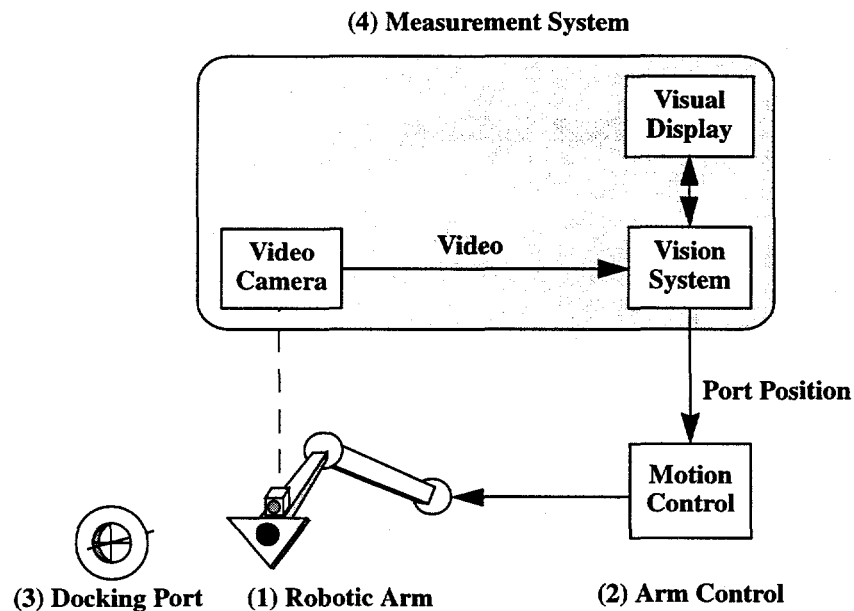 (4) Measurement System
Visual
Display
Video
Camera
Video
Vision
System
Port Position
Motion
Control
(3) Docking Port
(1) Robotic Arm
(2) Arm Control